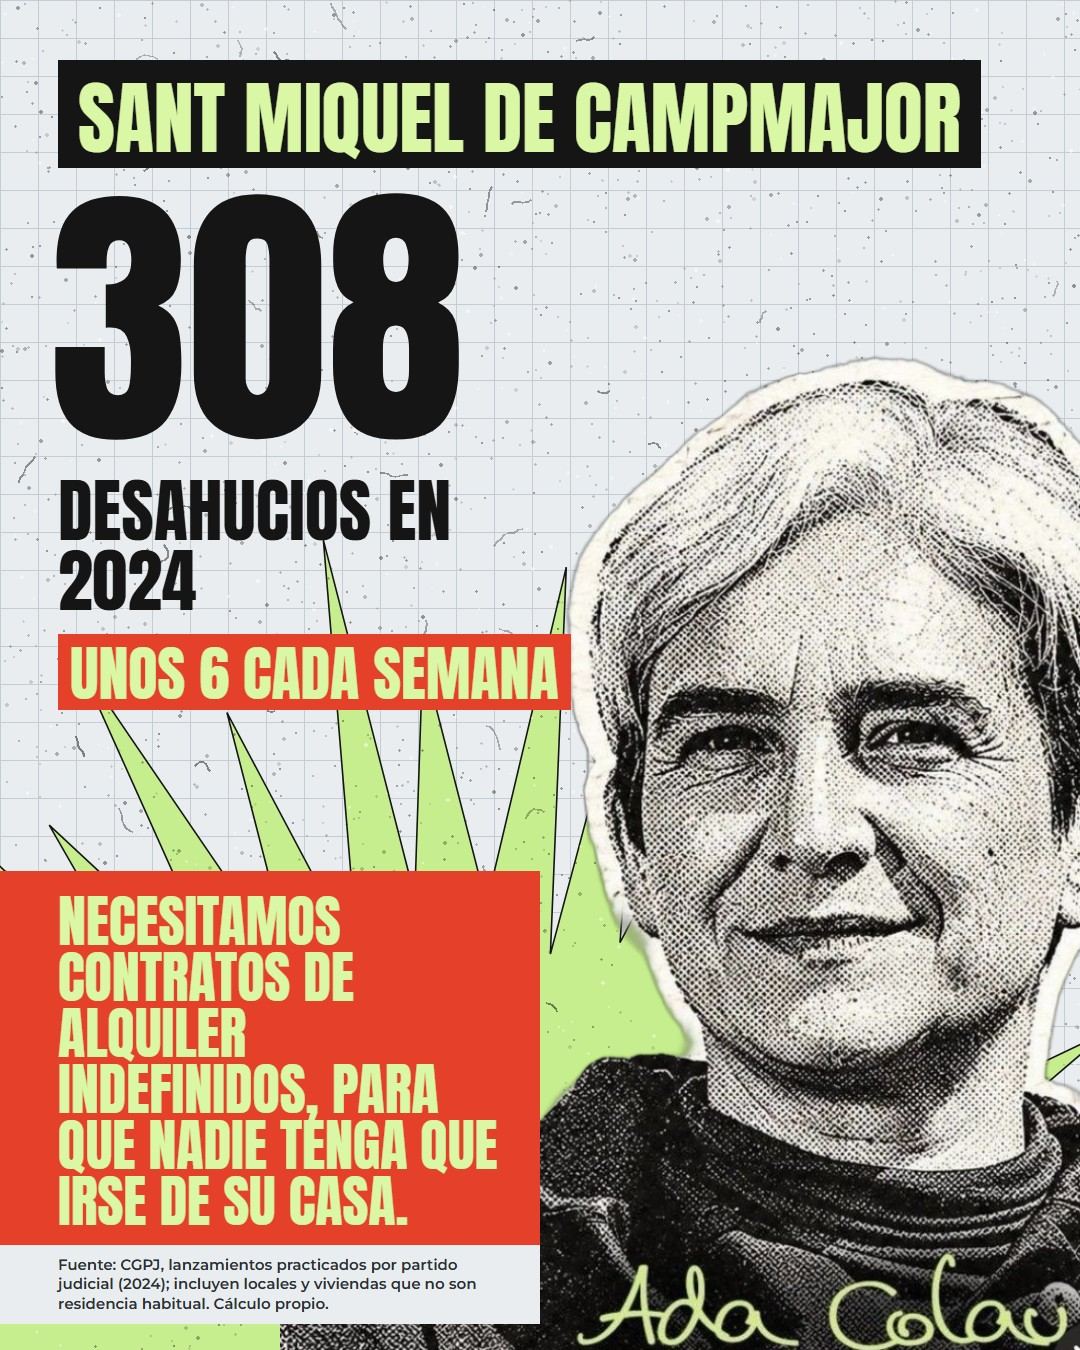 SANT MIQUEL DE CAMPMAJOR
308
DESAHUCIOS EN
2024
UNOS 6 CADA SEMANA
NECESITAMOS
CONTRATOS DE
ALQUILER
INDEFINIDOS, PARA
QUE NADIE TENGA QUE
IRSE DE SU CASA.
Fuente: CGPJ, lanzamientos practicados por partido
judicial (2024); incluyen locales y viviendas que no son
residencia habitual. Cálculo propio.
Ada Colau